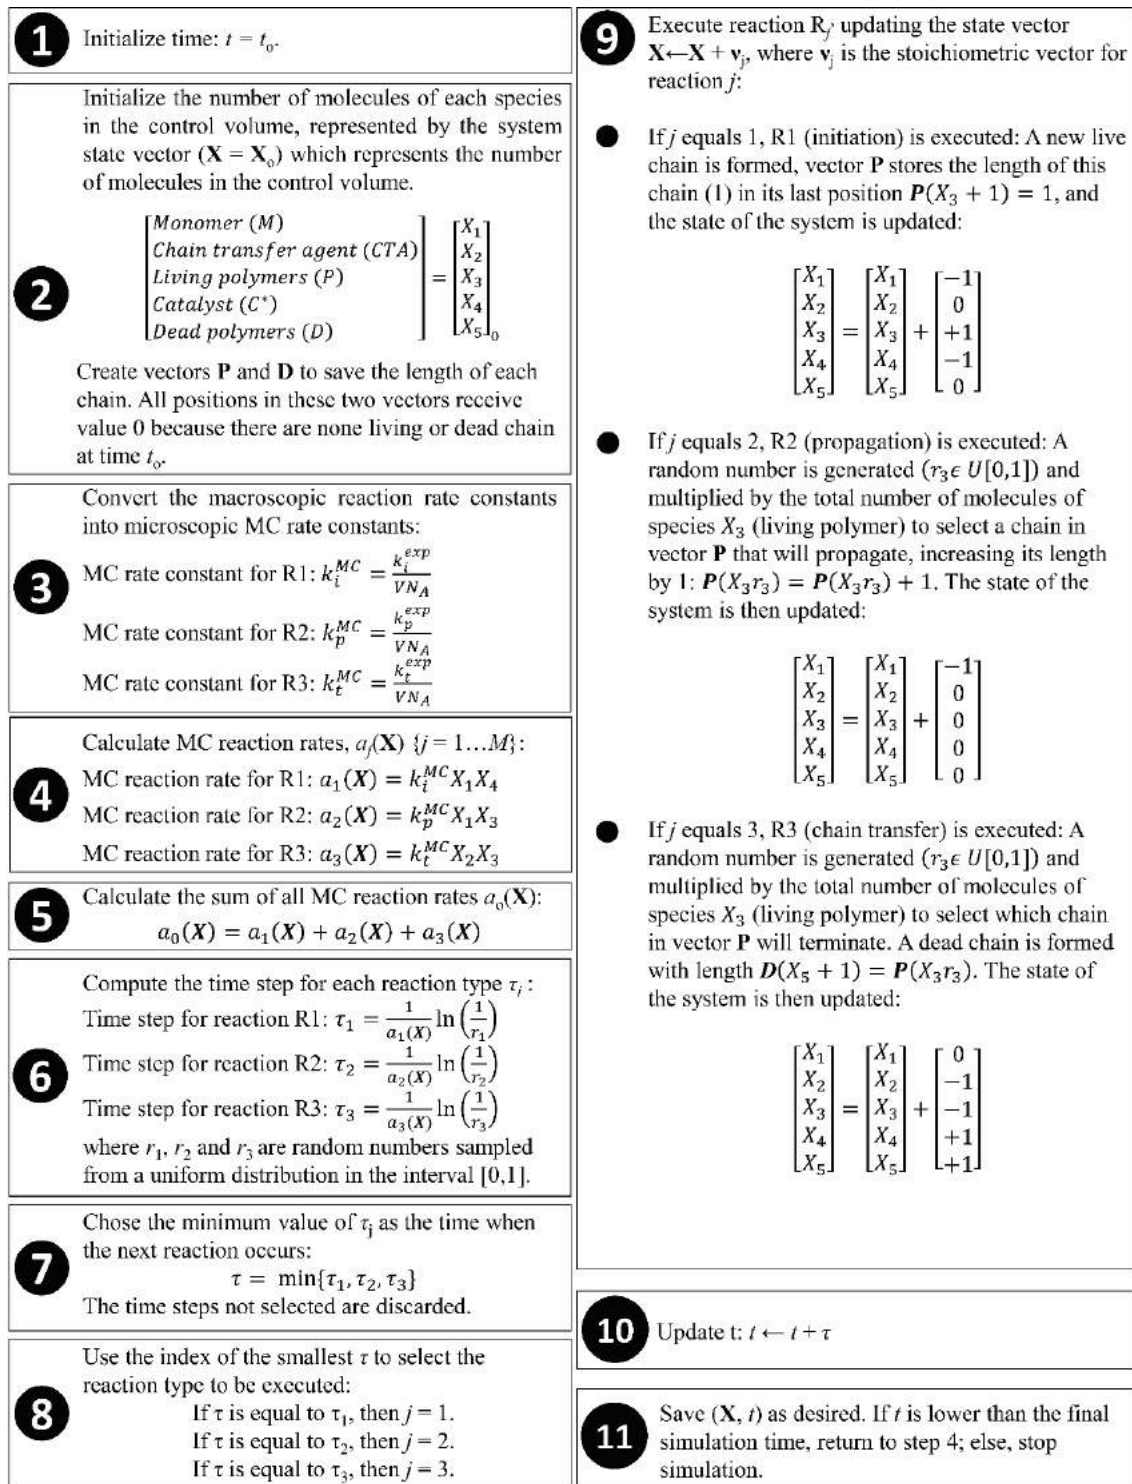 1
Initialize time: t = tₒ.
2
Initialize the number of molecules of each species
in the control volume, represented by the system
state vector (X = Xₒ) which represents the number
of molecules in the control volume.
[Monomer (M)] [X₁]
[Chain transfer agent (CTA)] [X₂]
[Living polymers (P)] = [X₃]
[Catalyst (C*)] [X₄]
[Dead polymers (D)] [X₅]₀
Create vectors P and D to save the length of each
chain. All positions in these two vectors receive
value 0 because there are none living or dead chain
at time tₒ.
3
Convert the macroscopic reaction rate constants
into microscopic MC rate constants:
MC rate constant for R1: kᵢ^MC = kᵢ^exp / VN_A
MC rate constant for R2: kₚ^MC = kₚ^exp / VN_A
MC rate constant for R3: kₜ^MC = kₜ^exp / VN_A
4
Calculate MC reaction rates, aⱼ(X) {j = 1…M}:
MC reaction rate for R1: a₁(X) = kᵢ^MC X₁X₄
MC reaction rate for R2: a₂(X) = kₚ^MC X₁X₃
MC reaction rate for R3: a₃(X) = kₜ^MC X₂X₃
5
Calculate the sum of all MC reaction rates aₒ(X):
a₀(X) = a₁(X) + a₂(X) + a₃(X)
6
Compute the time step for each reaction type τⱼ :
Time step for reaction R1: τ₁ = 1/a₁(X) ln(1/r₁)
Time step for reaction R2: τ₂ = 1/a₂(X) ln(1/r₂)
Time step for reaction R3: τ₃ = 1/a₃(X) ln(1/r₃)
where r₁, r₂ and r₃ are random numbers sampled
from a uniform distribution in the interval [0,1].
7
Chose the minimum value of τⱼ as the time when
the next reaction occurs:
τ = min{τ₁, τ₂, τ₃}
The time steps not selected are discarded.
8
Use the index of the smallest τ to select the
reaction type to be executed:
If τ is equal to τ₁, then j = 1.
If τ is equal to τ₂, then j = 2.
If τ is equal to τ₃, then j = 3.
9
Execute reaction Rⱼ, updating the state vector
X←X + vⱼ, where vⱼ is the stoichiometric vector for
reaction j:
● If j equals 1, R1 (initiation) is executed: A new live
chain is formed, vector P stores the length of this
chain (1) in its last position P(X₃ + 1) = 1, and
the state of the system is updated:
[X₁] [X₁] [−1]
[X₂] [X₂] [0]
[X₃] = [X₃] + [+1]
[X₄] [X₄] [−1]
[X₅] [X₅] [0]
● If j equals 2, R2 (propagation) is executed: A
random number is generated (r₃ϵ U[0,1]) and
multiplied by the total number of molecules of
species X₃ (living polymer) to select a chain in
vector P that will propagate, increasing its length
by 1: P(X₃r₃) = P(X₃r₃) + 1. The state of the
system is then updated:
[X₁] [X₁] [−1]
[X₂] [X₂] [0]
[X₃] = [X₃] + [0]
[X₄] [X₄] [0]
[X₅] [X₅] [0]
● If j equals 3, R3 (chain transfer) is executed: A
random number is generated (r₃ϵ U[0,1]) and
multiplied by the total number of molecules of
species X₃ (living polymer) to select which chain
in vector P will terminate. A dead chain is formed
with length D(X₅ + 1) = P(X₃r₃). The state of
the system is then updated:
[X₁] [X₁] [0]
[X₂] [X₂] [−1]
[X₃] = [X₃] + [−1]
[X₄] [X₄] [+1]
[X₅] [X₅] [+1]
10
Update t: t ← t + τ
11
Save (X, t) as desired. If t is lower than the final
simulation time, return to step 4; else, stop
simulation.